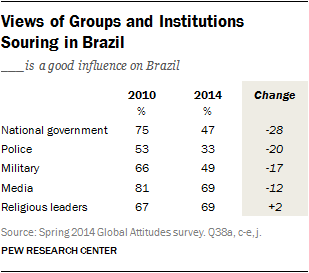 Views of Groups and Institutions
Souring in Brazil
___is a good influence on Brazil
2010 2014 Change
% %
National government 75 47 -28
Police 53 33 -20
Military 66 49 -17
Media 81 69 -12
Religious leaders 67 69 +2
Source: Spring 2014 Global Attitudes survey. Q38a, c-e, j.
PEW RESEARCH CENTER